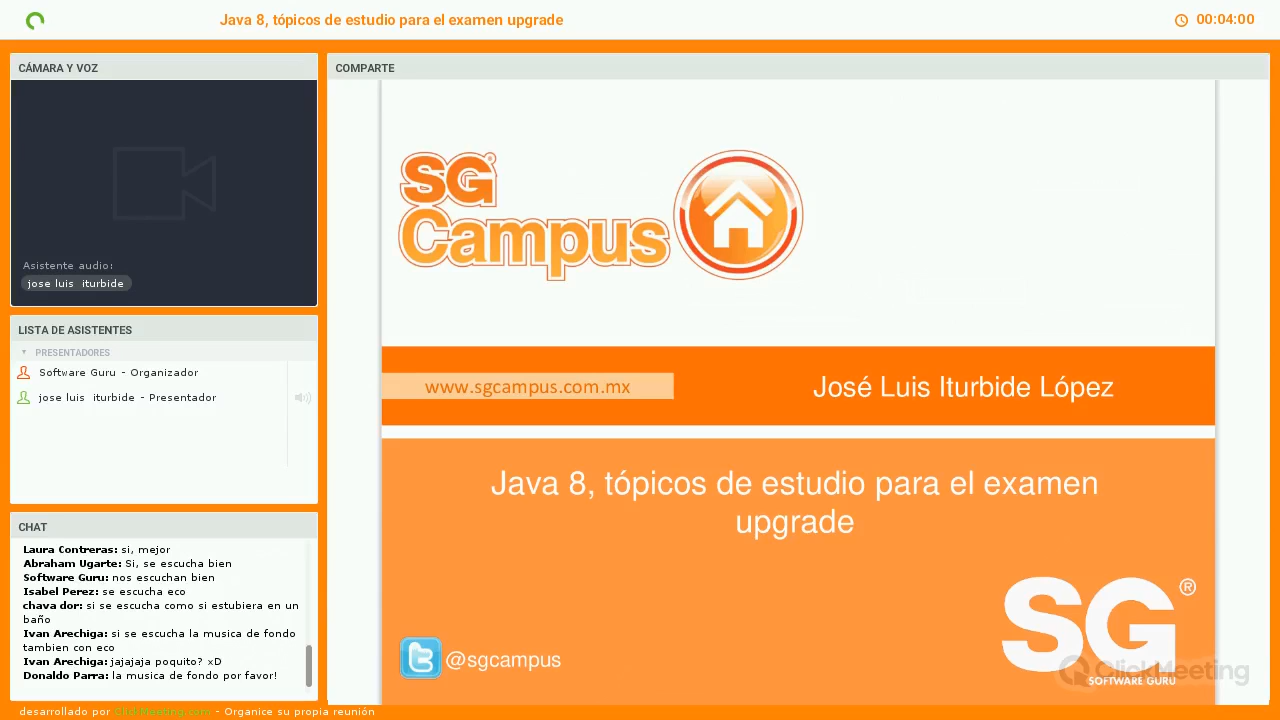 Java 8, tópicos de estudio para el examen upgrade
00:04:00
CÁMARA Y VOZ
Asistente audio:
jose luis iturbide
LISTA DE ASISTENTES
PRESENTADORES
Software Guru - Organizador
jose luis iturbide - Presentador
CHAT
Laura Contreras: si, mejor
Abraham Ugarte: Si, se escucha bien
Software Guru: nos escuchan bien
Isabel Perez: se escucha eco
chava dor: si se escucha como si estubiera en un
baño
Ivan Arechiga: si se escucha la musica de fondo
tambien con eco
Ivan Arechiga: jajajaja poquito? xD
Donaldo Parra: la musica de fondo por favor!
desarrollado por ClickMeeting.com - Organice su propia reunión
COMPARTE
SG®
Campus
www.sgcampus.com.mx
José Luis Iturbide López
Java 8, tópicos de estudio para el examen
upgrade
@sgcampus
SG®
SOFTWARE GURU
ClickMeeting